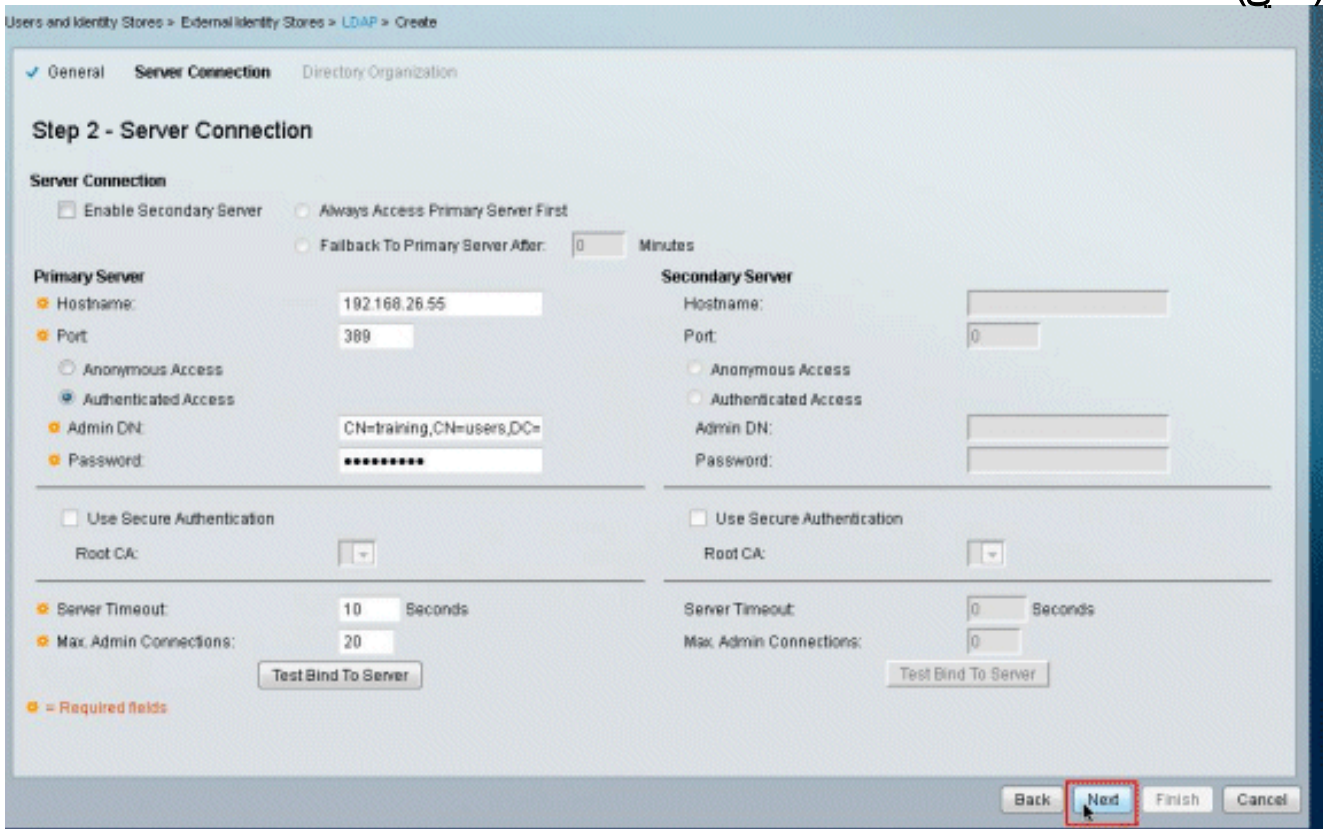 Users and Identity Stores > External Identity Stores > LDAP > Create
General Server Connection Directory Organization
Step 2 - Server Connection
Server Connection
Enable Secondary Server Always Access Primary Server First
Failback To Primary Server After: 0 Minutes
Primary Server Secondary Server
Hostname: 192.168.26.55 Hostname:
Port: 389 Port: 0
Anonymous Access Anonymous Access
Authenticated Access Authenticated Access
Admin DN: CN=training,CN=users,DC= Admin DN:
Password: ●●●●●●●●● Password:
Use Secure Authentication Use Secure Authentication
Root CA: Root CA:
Server Timeout: 10 Seconds Server Timeout: 0 Seconds
Max. Admin Connections: 20 Max. Admin Connections: 0
Test Bind To Server Test Bind To Server
= Required fields
Back Next Finish Cancel